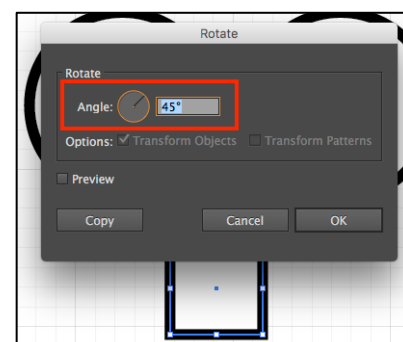 Rotate
Rotate
Angle: 45°
Options: Transform Objects Transform Patterns
Preview
Copy Cancel OK